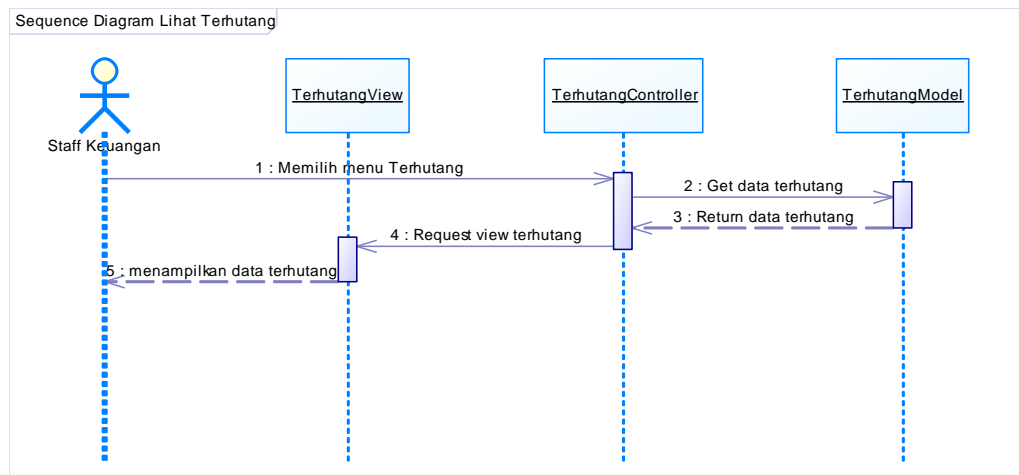 Sequence Diagram Lihat Terhutang
TerhutangView
TerhutangController
TerhutangModel
Staff Keuangan
1 : Memilih menu Terhutang
2 : Get data terhutang
3 : Return data terhutang
4 : Request view terhutang
5 : menampilkan data terhutang